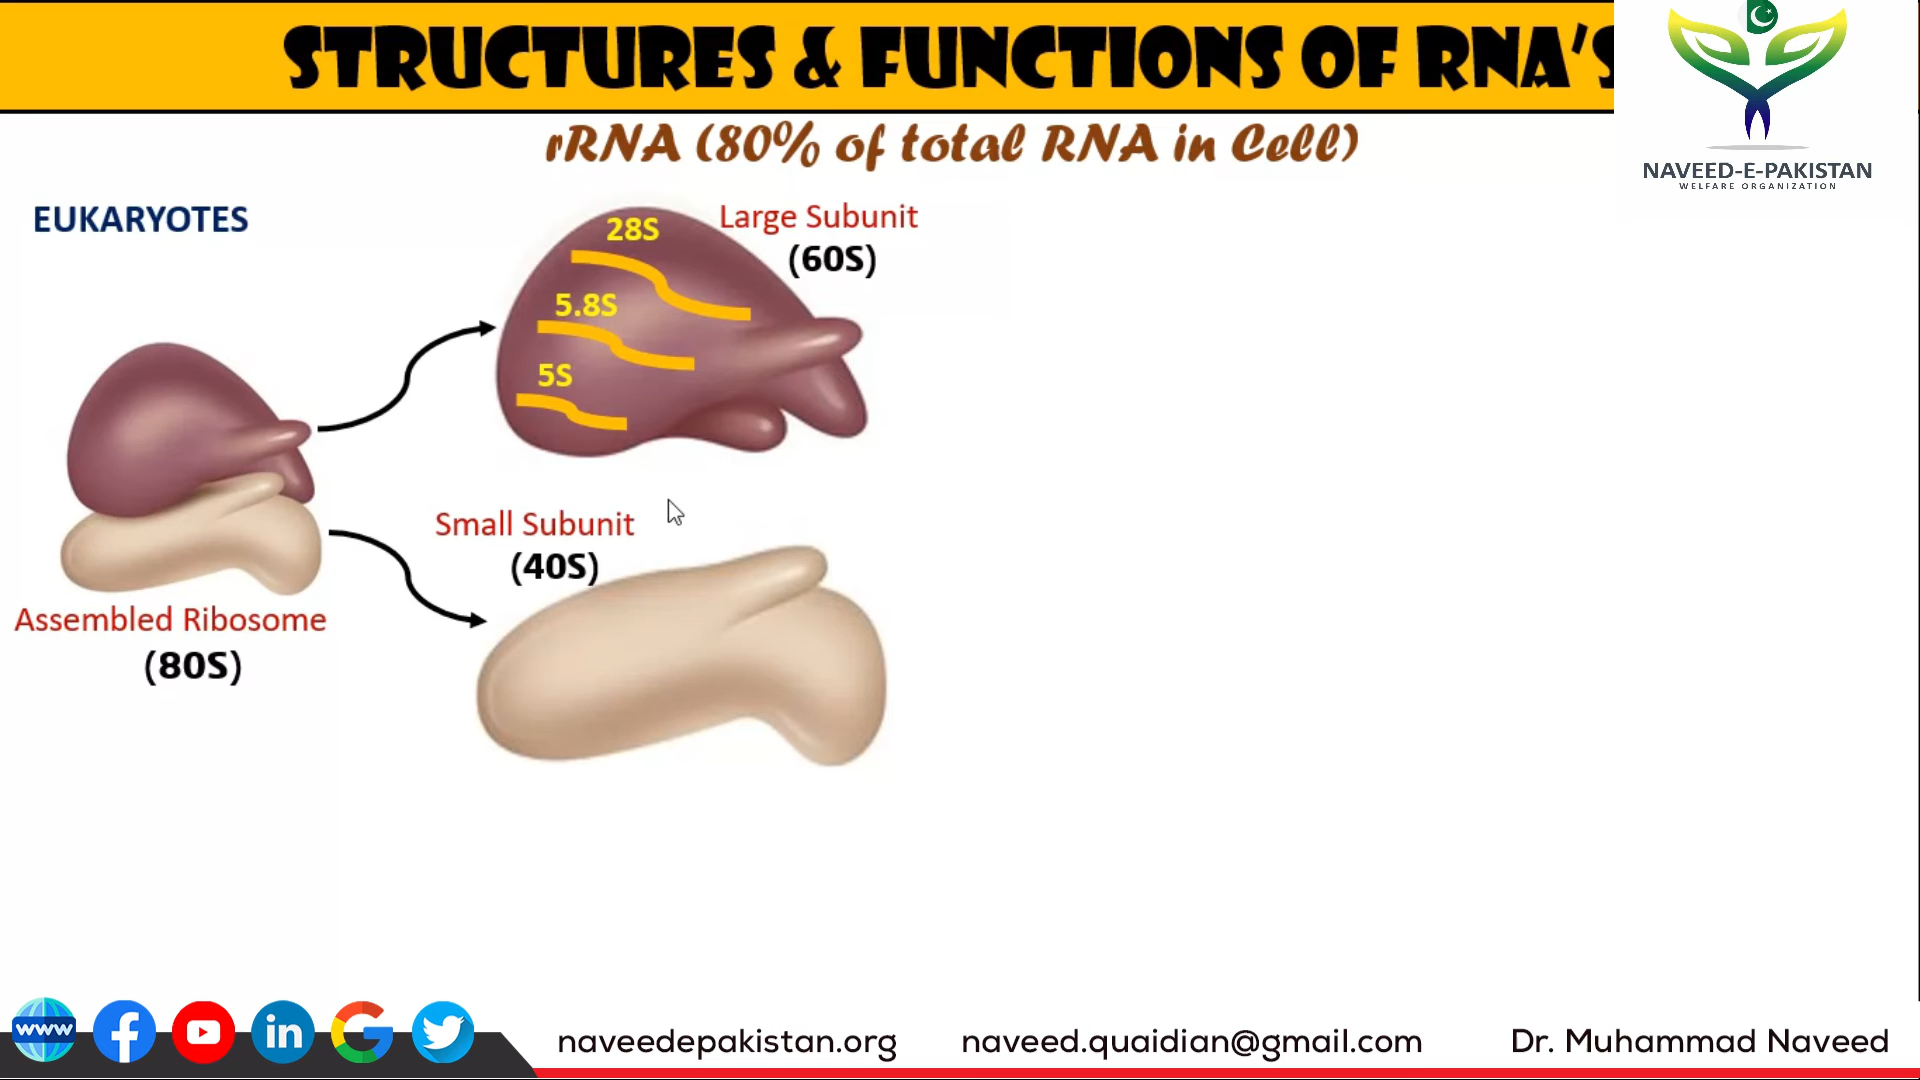 STRUCTURES & FUNCTIONS OF RNA'S
NAVEED-E-PAKISTAN
WELFARE ORGANIZATION
rRNA (80% of total RNA in Cell)
EUKARYOTES
Large Subunit
(60S)
28S
5.8S
5S
Small Subunit
(40S)
Assembled Ribosome
(80S)
www
in
naveedepakistan.org
naveed.quaidian@gmail.com
Dr. Muhammad Naveed